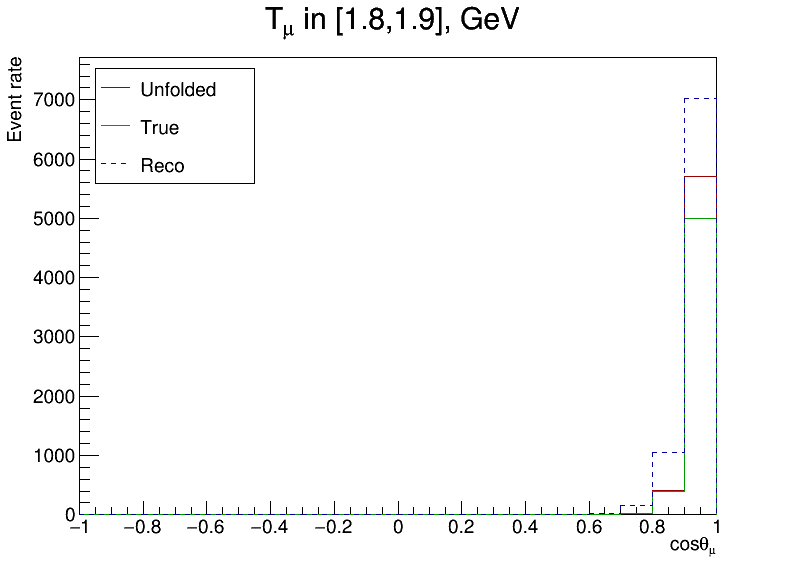 T_μ in [1.8,1.9], GeV
Event rate
Unfolded
True
Reco
7000
6000
5000
4000
3000
2000
1000
0
−1 −0.8 −0.6 −0.4 −0.2 0 0.2 0.4 0.6 0.8 1
cosθ_μ